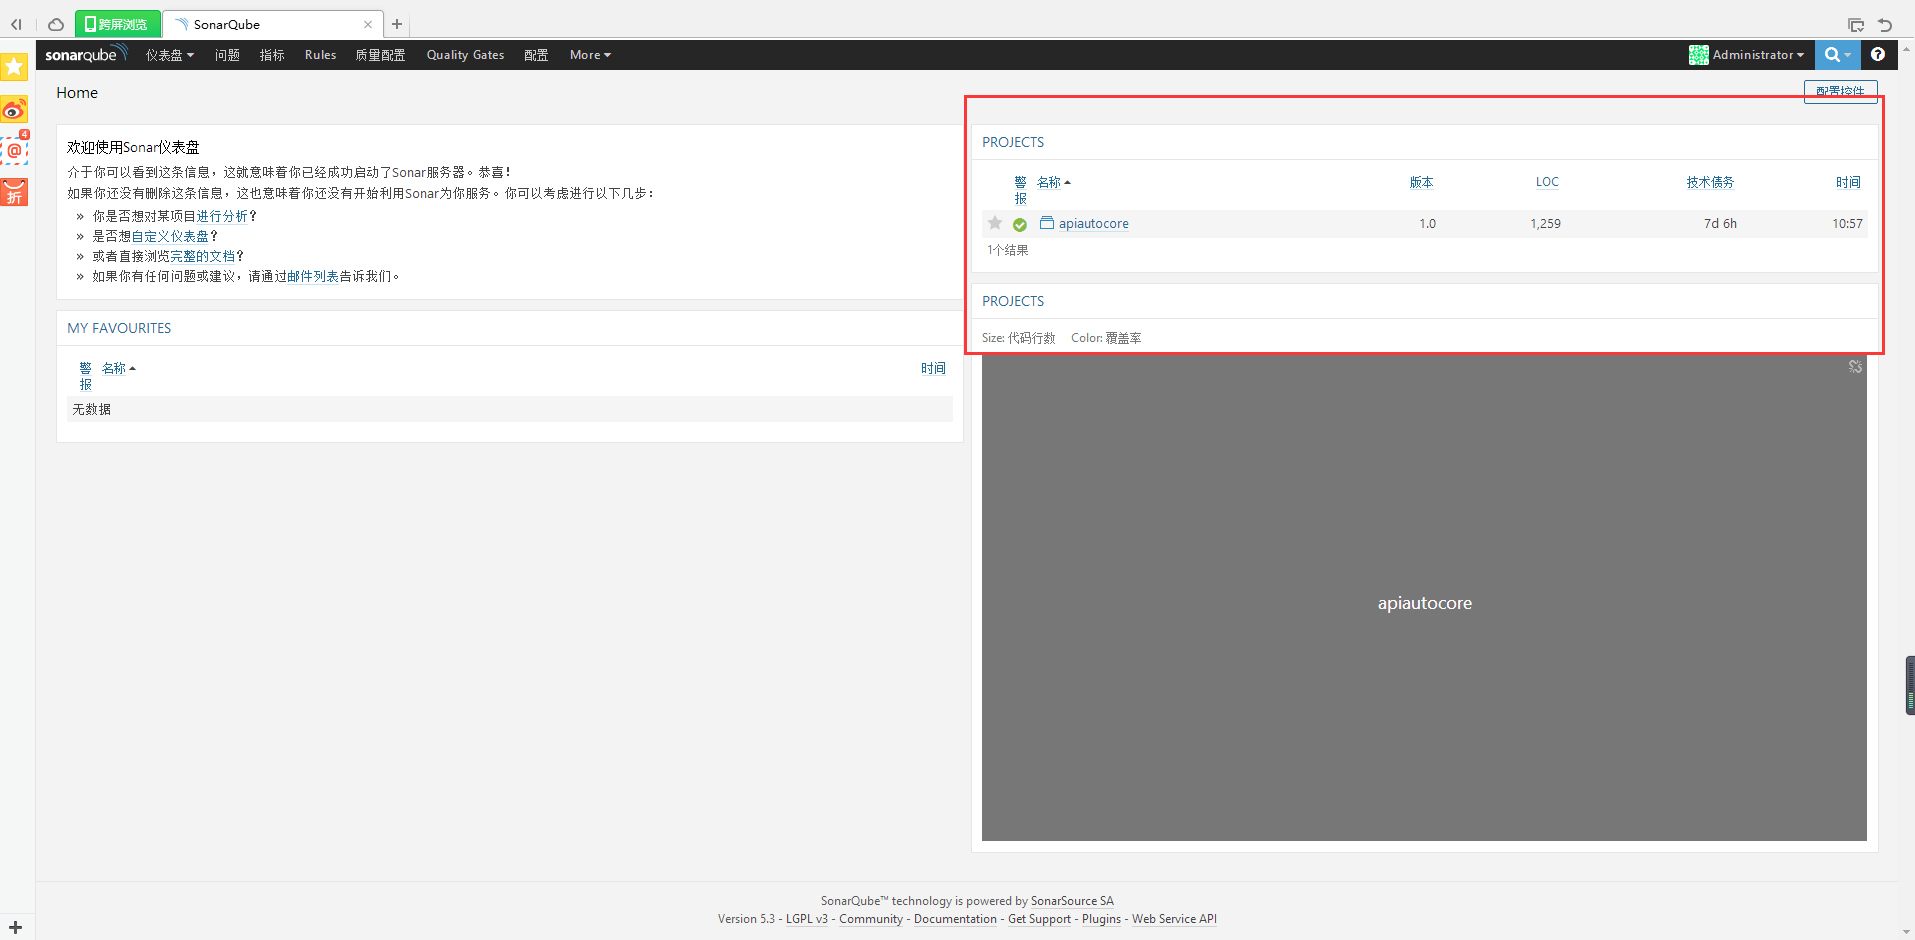 跨屏浏览
SonarQube
sonarqube 仪表盘 问题 指标 Rules 质量配置 Quality Gates 配置 More Administrator
4
@
折
Home
配置控件
欢迎使用Sonar仪表盘
介于你可以看到这条信息，这就意味着你已经成功启动了Sonar服务器。恭喜！
如果你还没有删除这条信息，这也意味着你还没有开始利用Sonar为你服务。你可以考虑进行以下几步：
» 你是否想对某项目进行分析？
» 是否想自定义仪表盘？
» 或者直接浏览完整的文档？
» 如果你有任何问题或建议，请通过邮件列表告诉我们。
MY FAVOURITES
警报 名称 时间
无数据
PROJECTS
警报 名称 版本 LOC 技术债务 时间
apiautocore 1.0 1,259 7d 6h 10:57
1个结果
PROJECTS
Size: 代码行数 Color: 覆盖率
apiautocore
SonarQube™ technology is powered by SonarSource SA
Version 5.3 - LGPL v3 - Community - Documentation - Get Support - Plugins - Web Service API